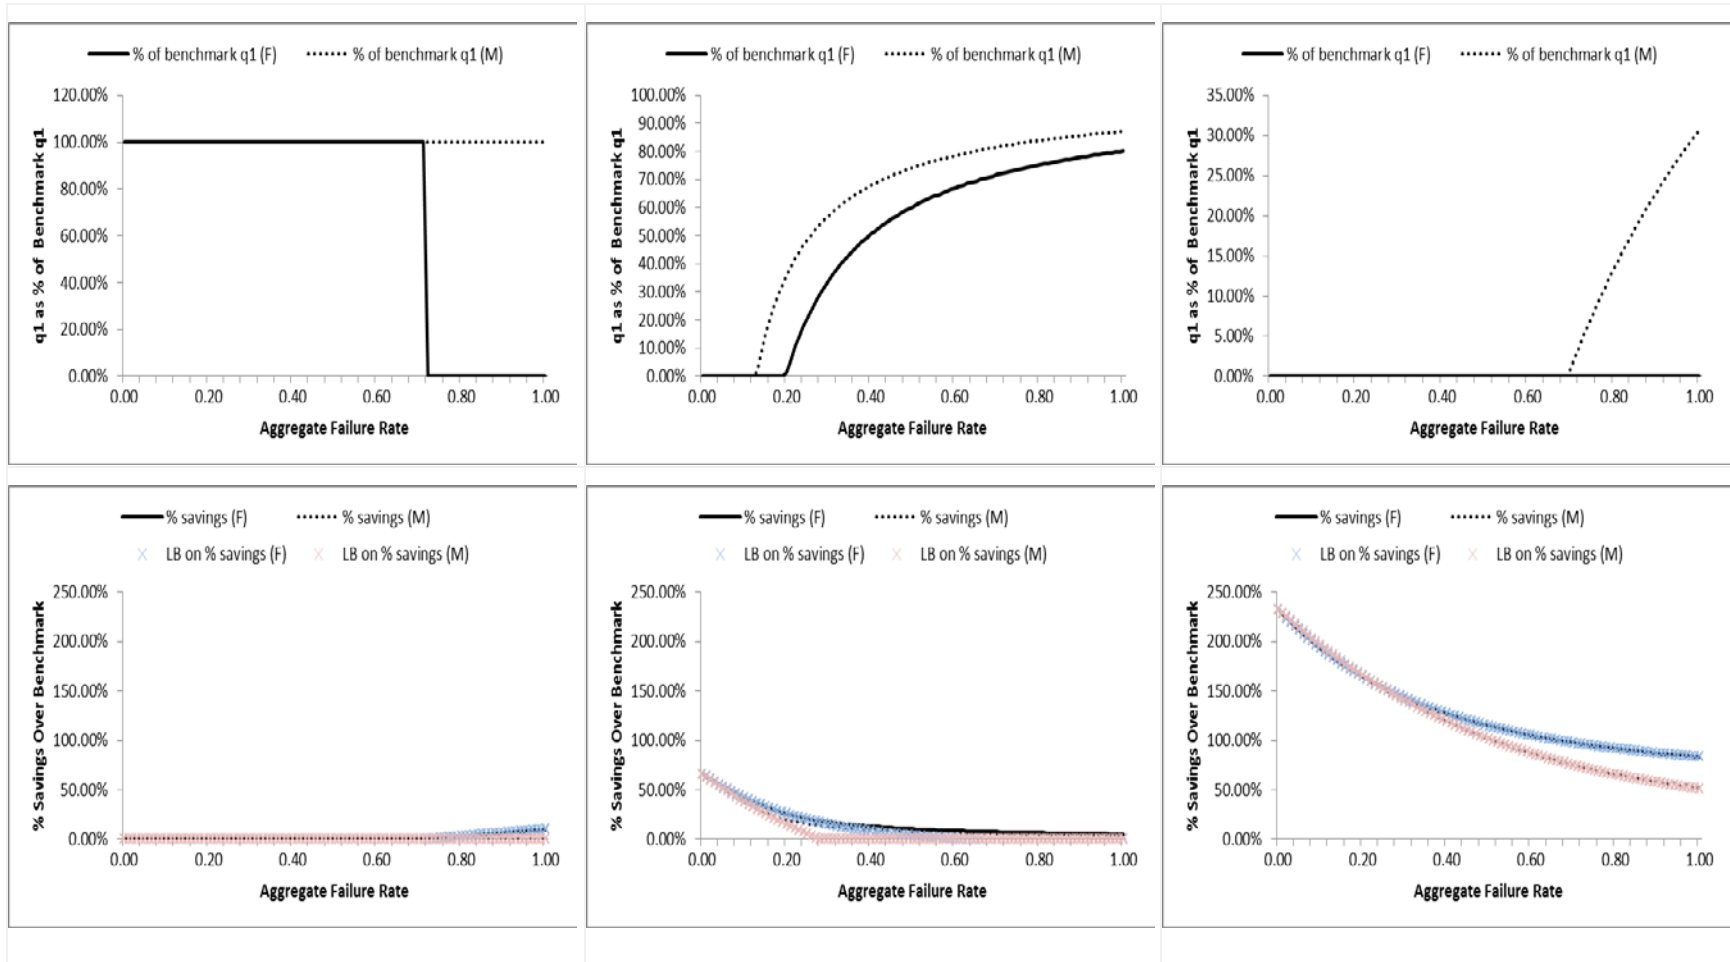 % of benchmark q1 (F) % of benchmark q1 (M)
120.00%
100.00%
80.00%
60.00%
40.00%
20.00%
0.00%
q1 as % of Benchmark q1
0.00 0.20 0.40 0.60 0.80 1.00
Aggregate Failure Rate
% of benchmark q1 (F) % of benchmark q1 (M)
100.00%
90.00%
80.00%
70.00%
60.00%
50.00%
40.00%
30.00%
20.00%
10.00%
0.00%
q1 as % of Benchmark q1
0.00 0.20 0.40 0.60 0.80 1.00
Aggregate Failure Rate
% of benchmark q1 (F) % of benchmark q1 (M)
35.00%
30.00%
25.00%
20.00%
15.00%
10.00%
5.00%
0.00%
q1 as % of Benchmark q1
0.00 0.20 0.40 0.60 0.80 1.00
Aggregate Failure Rate
% savings (F) % savings (M)
LB on % savings (F) LB on % savings (M)
250.00%
200.00%
150.00%
100.00%
50.00%
0.00%
% Savings Over Benchmark
0.00 0.20 0.40 0.60 0.80 1.00
Aggregate Failure Rate
% savings (F) % savings (M)
LB on % savings (F) LB on % savings (M)
250.00%
200.00%
150.00%
100.00%
50.00%
0.00%
% Savings Over Benchmark
0.00 0.20 0.40 0.60 0.80 1.00
Aggregate Failure Rate
% savings (F) % savings (M)
LB on % savings (F) LB on % savings (M)
250.00%
200.00%
150.00%
100.00%
50.00%
0.00%
% Savings Over Benchmark
0.00 0.20 0.40 0.60 0.80 1.00
Aggregate Failure Rate